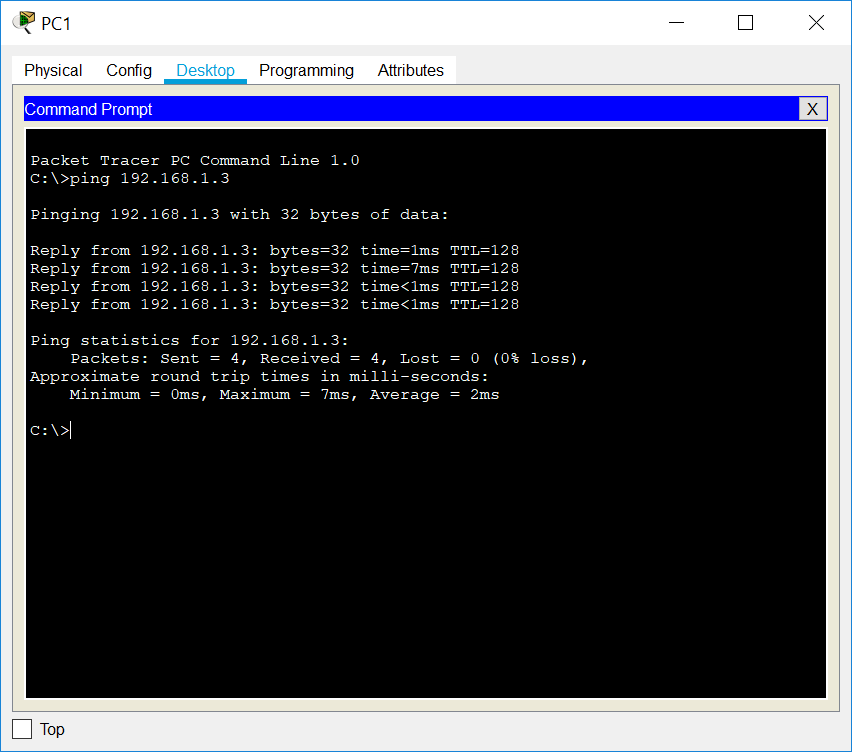 PC1
Physical Config Desktop Programming Attributes
Command Prompt X
Packet Tracer PC Command Line 1.0
C:\>ping 192.168.1.3
Pinging 192.168.1.3 with 32 bytes of data:
Reply from 192.168.1.3: bytes=32 time=1ms TTL=128
Reply from 192.168.1.3: bytes=32 time=7ms TTL=128
Reply from 192.168.1.3: bytes=32 time<1ms TTL=128
Reply from 192.168.1.3: bytes=32 time<1ms TTL=128
Ping statistics for 192.168.1.3:
    Packets: Sent = 4, Received = 4, Lost = 0 (0% loss),
Approximate round trip times in milli-seconds:
    Minimum = 0ms, Maximum = 7ms, Average = 2ms
C:\>
Top